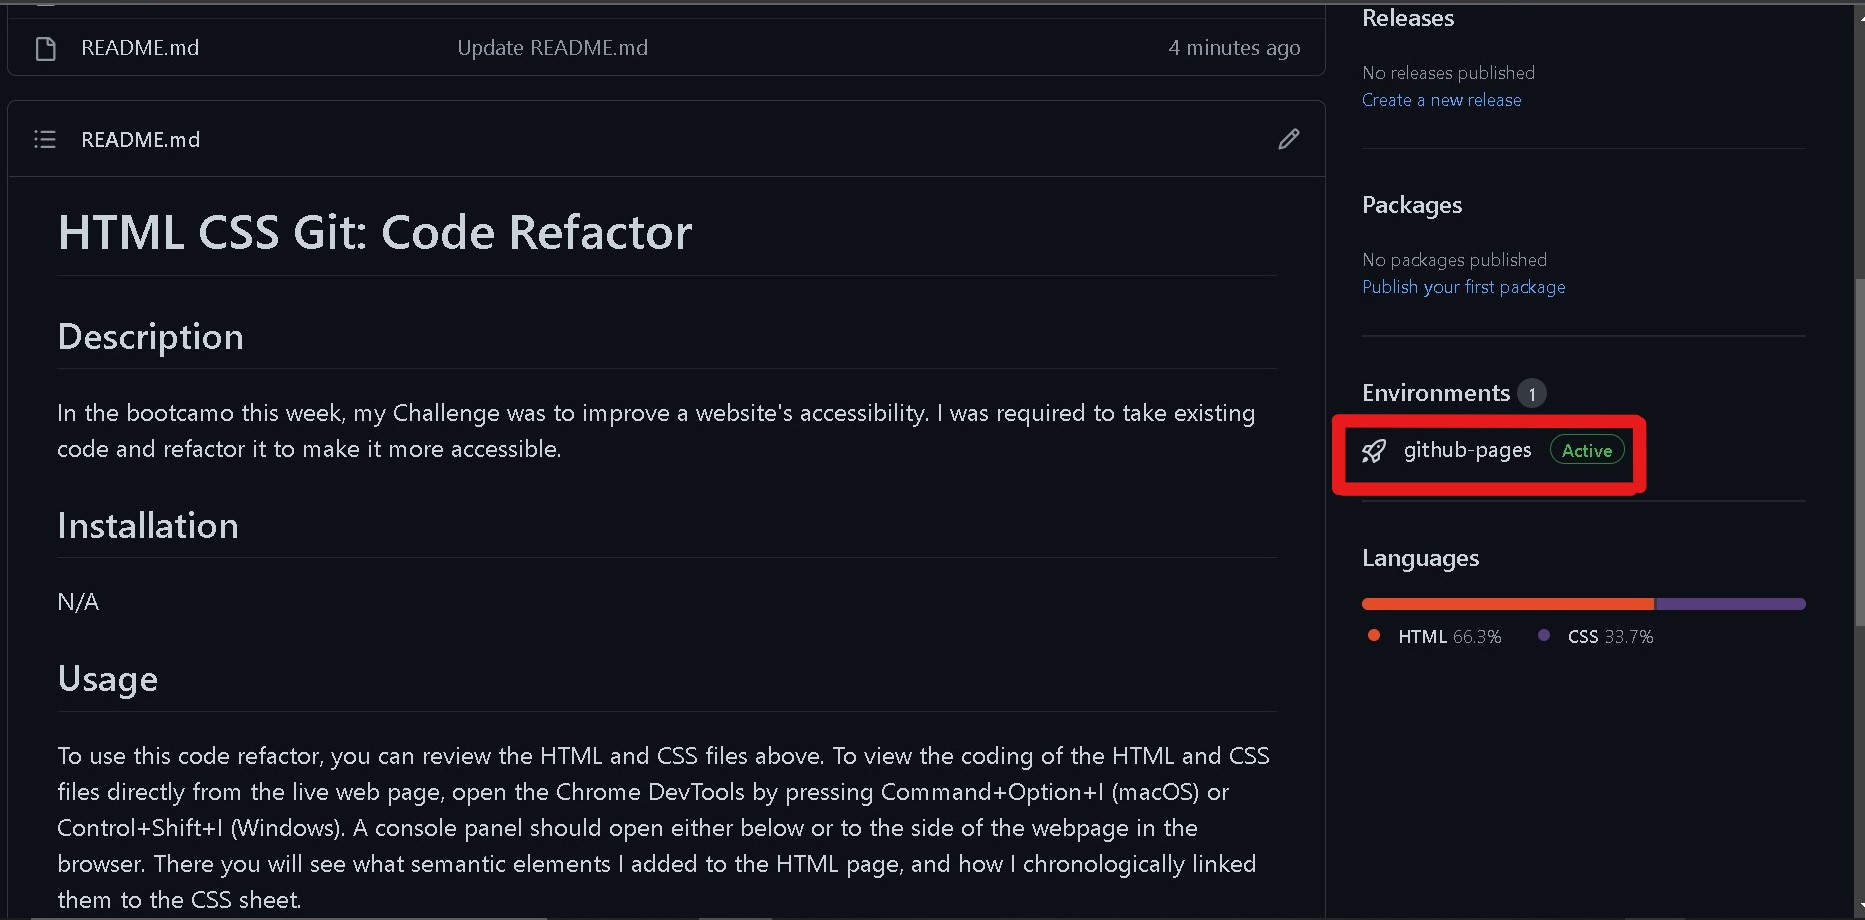 README.md Update README.md 4 minutes ago
README.md
HTML CSS Git: Code Refactor
Description
In the bootcamo this week, my Challenge was to improve a website's accessibility. I was required to take existing
code and refactor it to make it more accessible.
Installation
N/A
Usage
To use this code refactor, you can review the HTML and CSS files above. To view the coding of the HTML and CSS
files directly from the live web page, open the Chrome DevTools by pressing Command+Option+I (macOS) or
Control+Shift+I (Windows). A console panel should open either below or to the side of the webpage in the
browser. There you will see what semantic elements I added to the HTML page, and how I chronologically linked
them to the CSS sheet.
Releases
No releases published
Create a new release
Packages
No packages published
Publish your first package
Environments 1
github-pages Active
Languages
HTML 66.3% CSS 33.7%